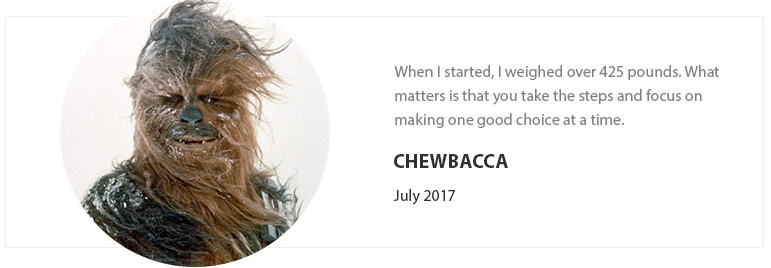 When I started, I weighed over 425 pounds. What
matters is that you take the steps and focus on
making one good choice at a time.
CHEWBACCA
July 2017